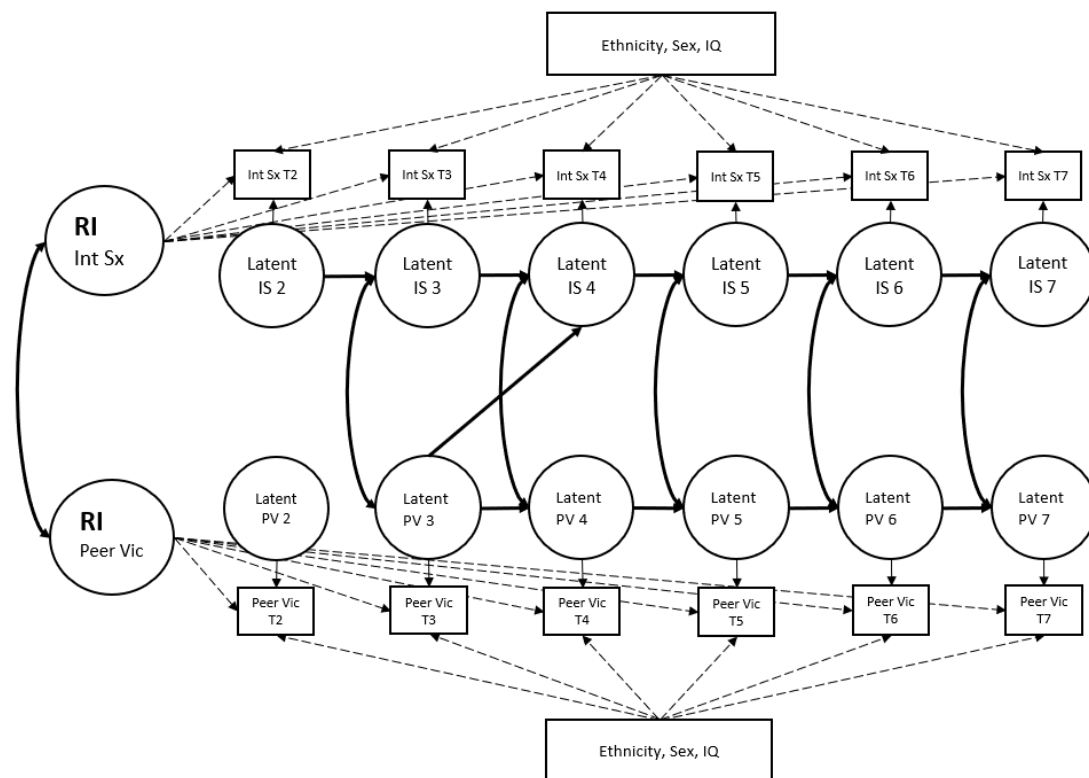 Ethnicity, Sex, IQ
Int Sx T2
Int Sx T3
Int Sx T4
Int Sx T5
Int Sx T6
Int Sx T7
RI
Int Sx
Latent
IS 2
Latent
IS 3
Latent
IS 4
Latent
IS 5
Latent
IS 6
Latent
IS 7
RI
Peer Vic
Latent
PV 2
Latent
PV 3
Latent
PV 4
Latent
PV 5
Latent
PV 6
Latent
PV 7
Peer Vic
T2
Peer Vic
T3
Peer Vic
T4
Peer Vic
T5
Peer Vic
T6
Peer Vic
T7
Ethnicity, Sex, IQ